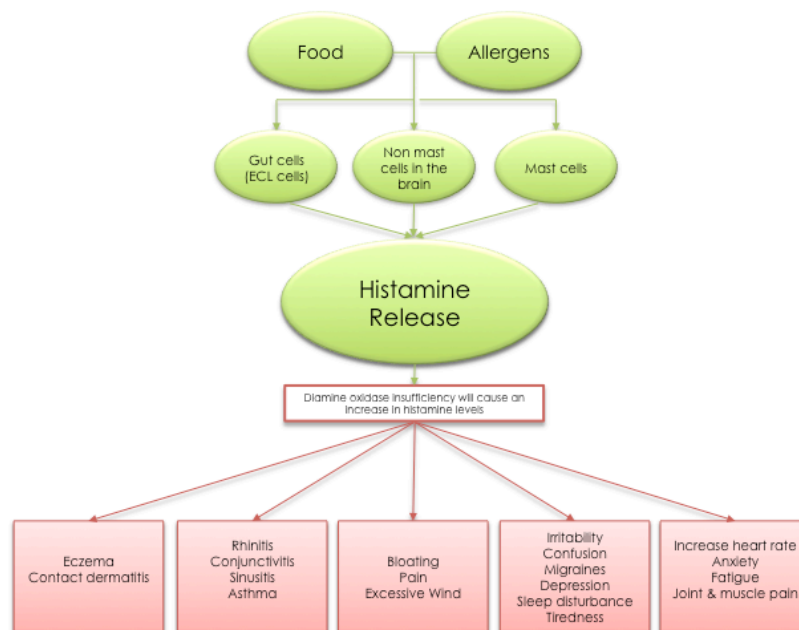 Food
Allergens
Gut cells
(ECL cells)
Non mast
cells in the
brain
Mast cells
Histamine
Release
Diamine oxidase insufficiency will cause an
increase in histamine levels
Eczema
Contact dermatitis
Rhinitis
Conjunctivitis
Sinusitis
Asthma
Bloating
Pain
Excessive Wind
Irritability
Confusion
Migraines
Depression
Sleep disturbance
Tiredness
Increase heart rate
Anxiety
Fatigue
Joint & muscle pain